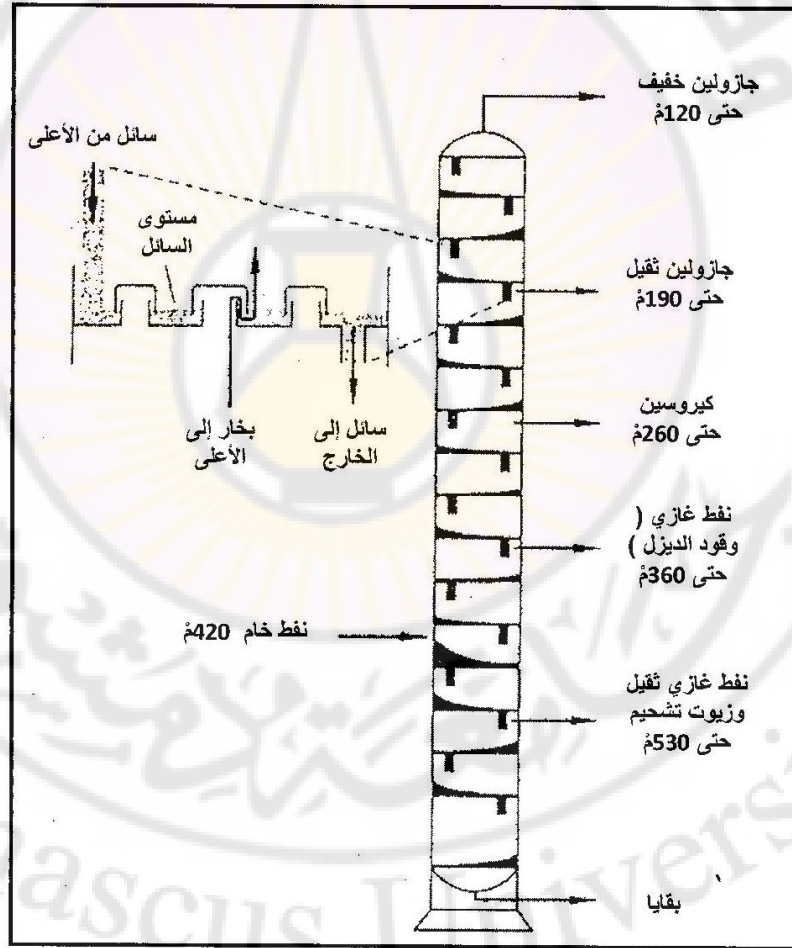 جازولين خفيف
حتى 120مْ
سائل من الأعلى
مستوى
السائل
جازولين ثقيل
حتى 190مْ
كيروسين
حتى 260مْ
بخار إلى
الأعلى
سائل إلى
الخارج
نفط غازي (
وقود الديزل )
حتى 360مْ
نفط خام 420مْ
نفط غازي ثقيل
وزيوت تشحيم
حتى 530مْ
بقايا
mascus Universi